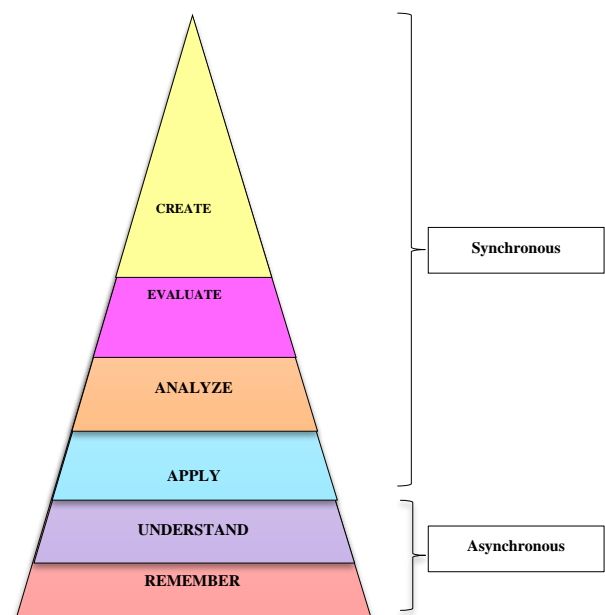 CREATE
Synchronous
EVALUATE
ANALYZE
APPLY
UNDERSTAND
Asynchronous
REMEMBER